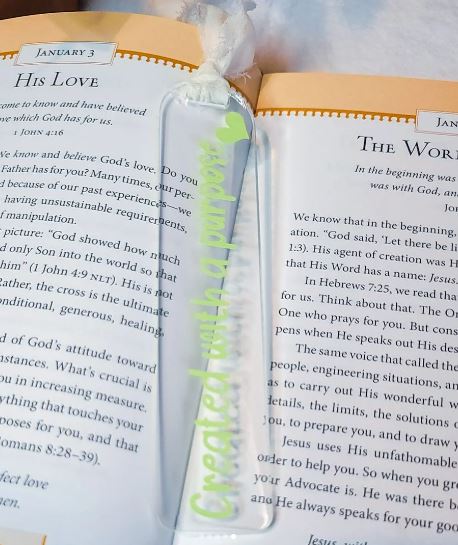 JANUARY 3
HIS LOVE
come to know and have believed
which God has for us.
1 JOHN 4:16
We know and believe God's love. Do you
Father has for you? Many times, our per-
because of our past experiences—we
having unsustainable requirements,
f manipulation.
picture: "God showed how much
only Son into the world so that
him" (1 John 4:9 NLT). His is not
Rather, the cross is the ultimate
nditional, generous, healing,
d of God's attitude toward
nstances. What's crucial is
ou in increasing measure.
ything that touches your
poses for you, and that
omans 8:28–39).
fect love
men.
Created with a purpose
JAN
THE WOR
In the beginning was
was with God, an
JO
We know that in the beginning,
ation. "God said, 'Let there be li
1:3). His agent of creation was H
that His Word has a name: Jesus.
In Hebrews 7:25, we read tha
for us. Think about that. The On
One who prays for you. But cons
pens when He speaks out His des
The same voice that called the
people, engineering situations, an
as to carry out His wonderful w
details, the limits, the solutions o
you, to prepare you, and to draw y
Jesus uses His unfathomable
order to help you. So when you gr
your Advocate is. He was there b
and He always speaks for your goo
Jesus, with